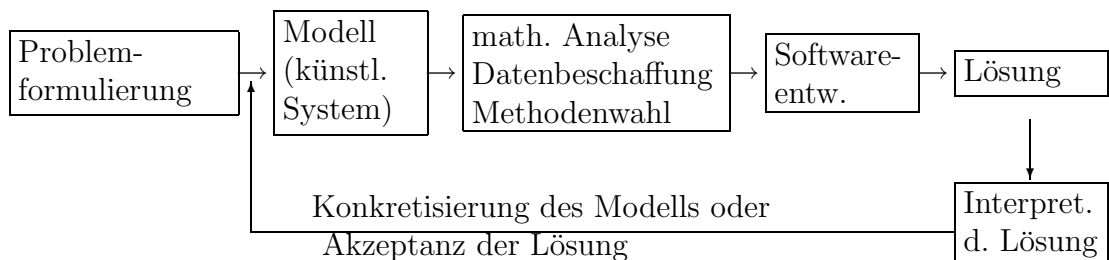 Problem-
formulierung
Modell
(künstl.
System)
math. Analyse
Datenbeschaffung
Methodenwahl
Software-
entw.
Lösung
Interpret.
d. Lösung
Konkretisierung des Modells oder
Akzeptanz der Lösung